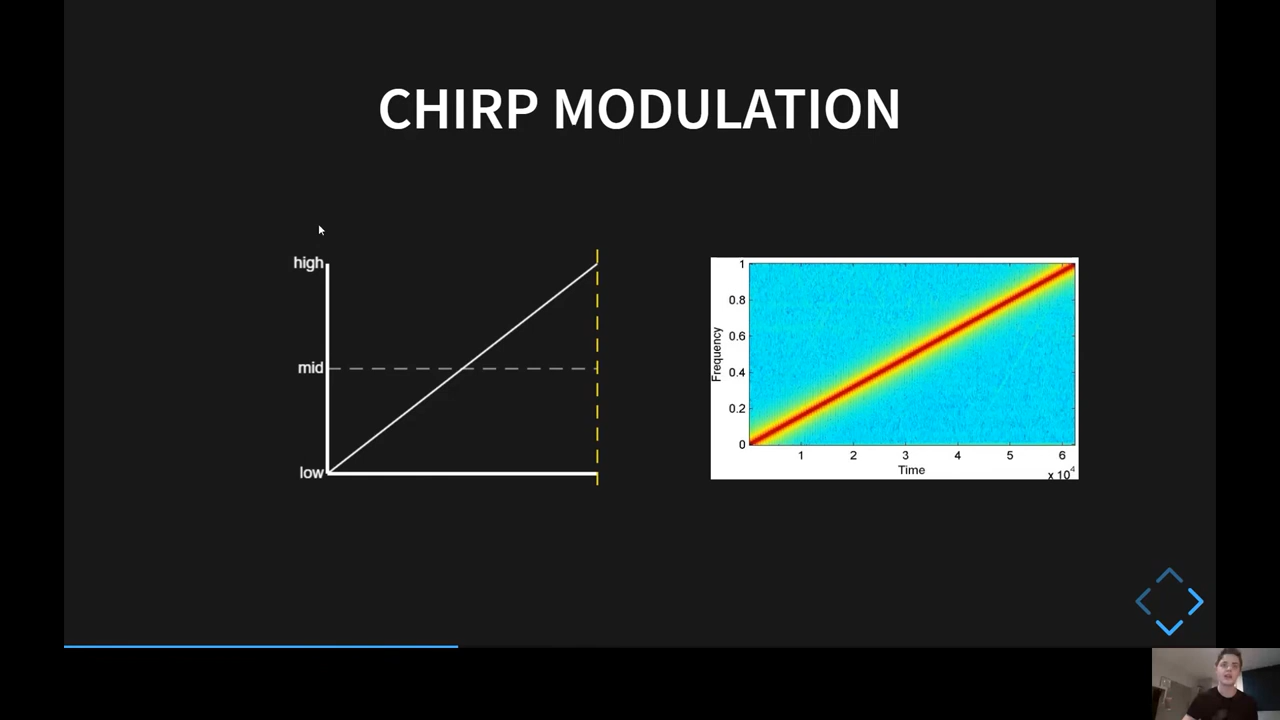 CHIRP MODULATION
high
mid
low
1
0.8
0.6
0.4
0.2
0
Frequency
1 2 3 4 5 6
Time
x 10⁴